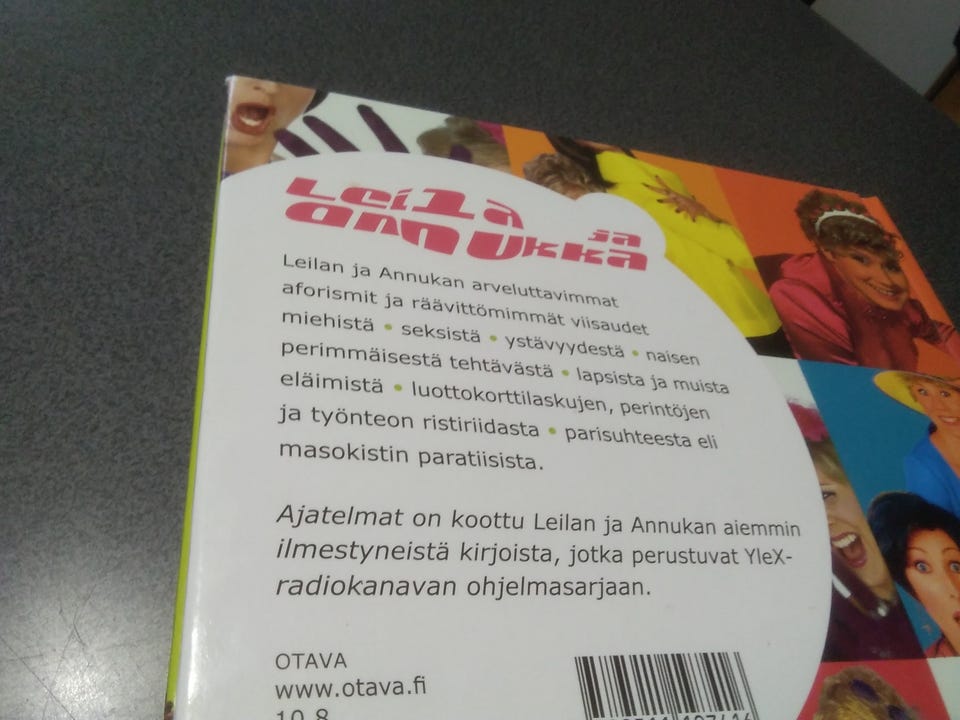 Leila ja
annukka
Leilan ja Annukan arveluttavimmat
aforismit ja räävittömimmät viisaudet
miehistä • seksistä • ystävyydestä • naisen
perimmäisestä tehtävästä • lapsista ja muista
eläimistä • luottokorttilaskujen, perintöjen
ja työnteon ristiriidasta • parisuhteesta eli
masokistin paratiisista.
Ajatelmat on koottu Leilan ja Annukan aiemmin
ilmestyneistä kirjoista, jotka perustuvat YleX-
radiokanavan ohjelmasarjaan.
OTAVA
www.otava.fi
10.8